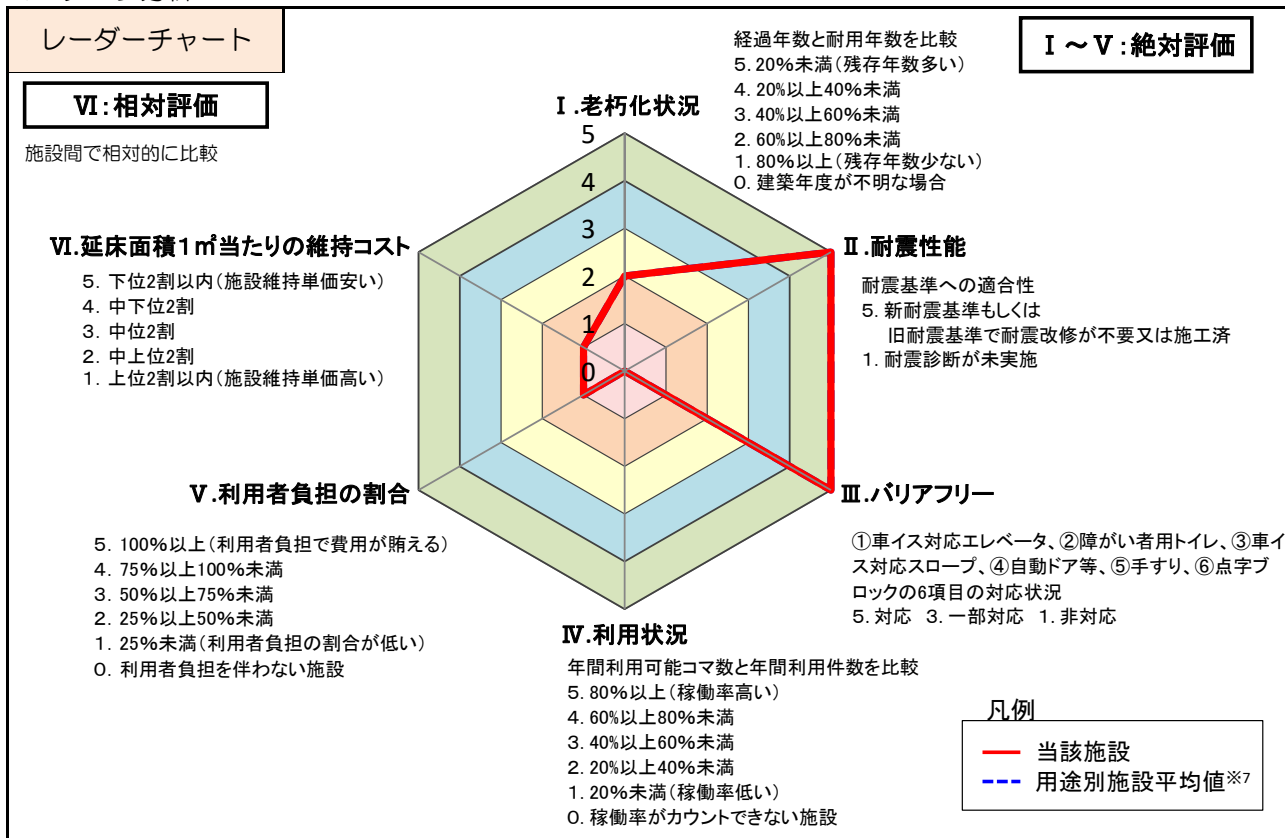 レーダーチャート
Ⅰ～Ⅴ:絶対評価
Ⅵ:相対評価
施設間で相対的に比較
Ⅰ.老朽化状況
経過年数と耐用年数を比較
5. 20%未満(残存年数多い)
4. 20%以上40%未満
3. 40%以上60%未満
2. 60%以上80%未満
1. 80%以上(残存年数少ない)
0. 建築年度が不明な場合
5
4
3
2
1
0
Ⅱ.耐震性能
耐震基準への適合性
5. 新耐震基準もしくは
旧耐震基準で耐震改修が不要又は施工済
1. 耐震診断が未実施
Ⅲ.バリアフリー
①車イス対応エレベータ、②障がい者用トイレ、③車イ
ス対応スロープ、④自動ドア等、⑤手すり、⑥点字ブ
ロックの6項目の対応状況
5. 対応 3. 一部対応 1. 非対応
Ⅳ.利用状況
年間利用可能コマ数と年間利用件数を比較
5. 80%以上(稼働率高い)
4. 60%以上80%未満
3. 40%以上60%未満
2. 20%以上40%未満
1. 20%未満(稼働率低い)
0. 稼働率がカウントできない施設
Ⅴ.利用者負担の割合
5. 100%以上(利用者負担で費用が賄える)
4. 75%以上100%未満
3. 50%以上75%未満
2. 25%以上50%未満
1. 25%未満(利用者負担の割合が低い)
0. 利用者負担を伴わない施設
Ⅵ.延床面積1㎡当たりの維持コスト
5. 下位2割以内(施設維持単価安い)
4. 中下位2割
3. 中位2割
2. 中上位2割
1. 上位2割以内(施設維持単価高い)
凡例
当該施設
用途別施設平均値※7